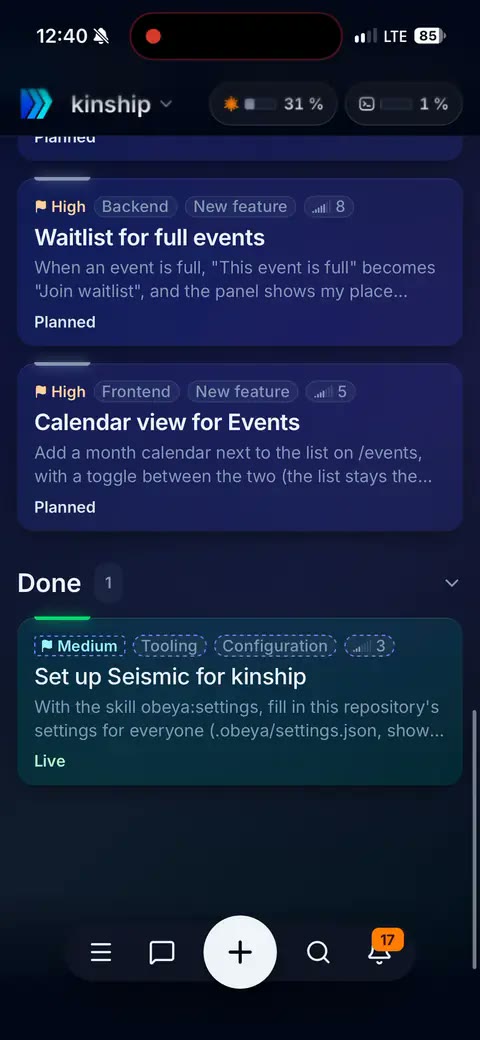 12:40 LTE 85
kinship 31 % 1 %
Planned
High Backend New feature 8
Waitlist for full events
When an event is full, "This event is full" becomes
"Join waitlist", and the panel shows my place...
Planned
High Frontend New feature 5
Calendar view for Events
Add a month calendar next to the list on /events,
with a toggle between the two (the list stays the...
Planned
Done 1
Medium Tooling Configuration 3
Set up Seismic for kinship
With the skill obeya:settings, fill in this repository's
settings for everyone (.obeya/settings.json, show...
Live
17